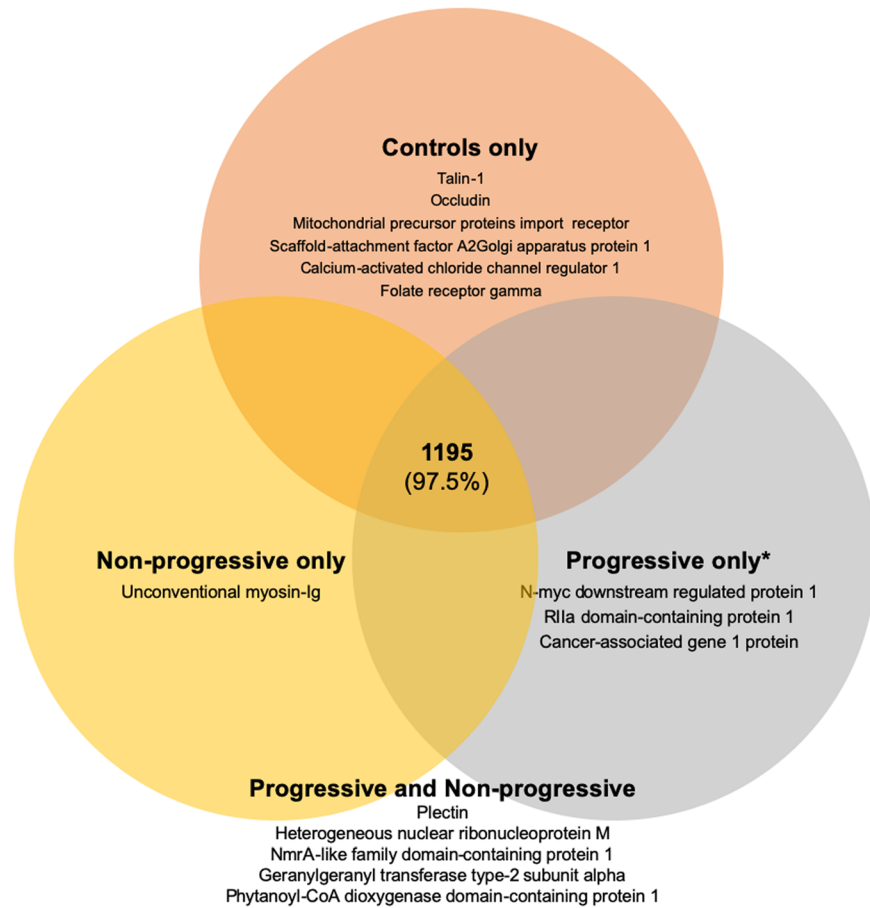 Controls only
Talin-1
Occludin
Mitochondrial precursor proteins import receptor
Scaffold-attachment factor A2Golgi apparatus protein 1
Calcium-activated chloride channel regulator 1
Folate receptor gamma
1195
(97.5%)
Non-progressive only
Unconventional myosin-Ig
Progressive only*
N-myc downstream regulated protein 1
RIIa domain-containing protein 1
Cancer-associated gene 1 protein
Progressive and Non-progressive
Plectin
Heterogeneous nuclear ribonucleoprotein M
NmrA-like family domain-containing protein 1
Geranylgeranyl transferase type-2 subunit alpha
Phytanoyl-CoA dioxygenase domain-containing protein 1